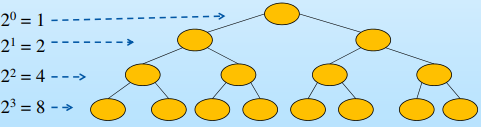 2⁰ = 1
2¹ = 2
2² = 4
2³ = 8